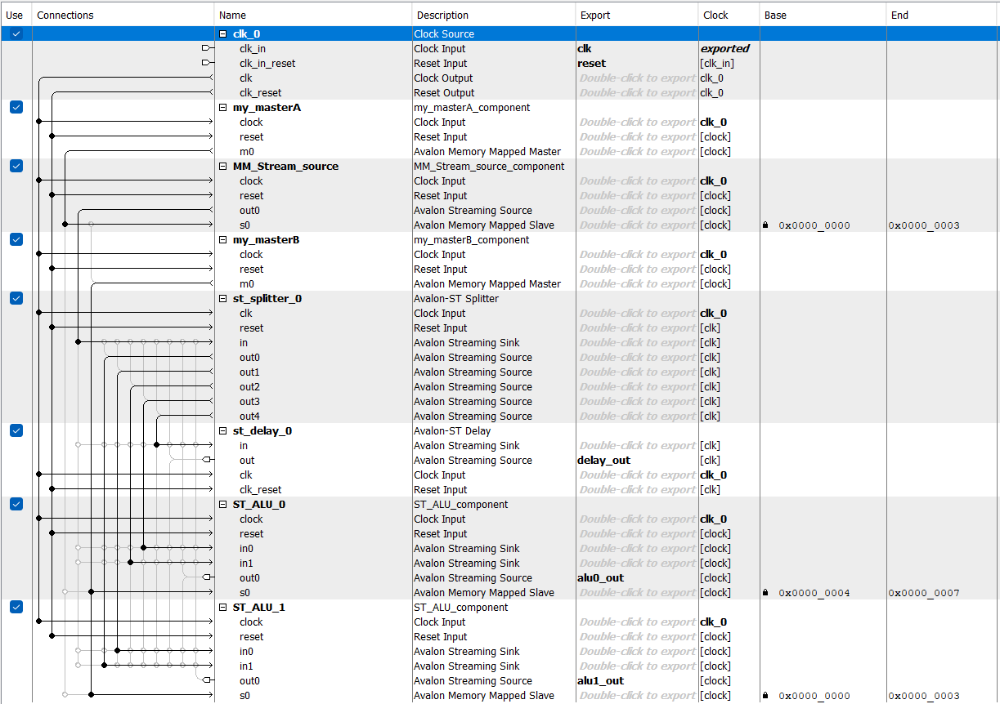 Use Connections Name Description Export Clock Base End
clk_0 Clock Source
clk_in Clock Input clk exported
clk_in_reset Reset Input reset [clk_in]
clk Clock Output Double-click to export clk_0
clk_reset Reset Output Double-click to export clk_0
my_masterA my_masterA_component
clock Clock Input Double-click to export clk_0
reset Reset Input Double-click to export [clock]
m0 Avalon Memory Mapped Master Double-click to export [clock]
MM_Stream_source MM_Stream_source_component
clock Clock Input Double-click to export clk_0
reset Reset Input Double-click to export [clock]
out0 Avalon Streaming Source Double-click to export [clock]
s0 Avalon Memory Mapped Slave Double-click to export [clock] 0x0000_0000 0x0000_0003
my_masterB my_masterB_component
clock Clock Input Double-click to export clk_0
reset Reset Input Double-click to export [clock]
m0 Avalon Memory Mapped Master Double-click to export [clock]
st_splitter_0 Avalon-ST Splitter
clk Clock Input Double-click to export clk_0
reset Reset Input Double-click to export [clk]
in Avalon Streaming Sink Double-click to export [clk]
out0 Avalon Streaming Source Double-click to export [clk]
out1 Avalon Streaming Source Double-click to export [clk]
out2 Avalon Streaming Source Double-click to export [clk]
out3 Avalon Streaming Source Double-click to export [clk]
out4 Avalon Streaming Source Double-click to export [clk]
st_delay_0 Avalon-ST Delay
in Avalon Streaming Sink Double-click to export [clk]
out Avalon Streaming Source delay_out [clk]
clk Clock Input Double-click to export clk_0
clk_reset Reset Input Double-click to export [clk]
ST_ALU_0 ST_ALU_component
clock Clock Input Double-click to export clk_0
reset Reset Input Double-click to export [clock]
in0 Avalon Streaming Sink Double-click to export [clock]
in1 Avalon Streaming Sink Double-click to export [clock]
out0 Avalon Streaming Source alu0_out [clock]
s0 Avalon Memory Mapped Slave Double-click to export [clock] 0x0000_0004 0x0000_0007
ST_ALU_1 ST_ALU_component
clock Clock Input Double-click to export clk_0
reset Reset Input Double-click to export [clock]
in0 Avalon Streaming Sink Double-click to export [clock]
in1 Avalon Streaming Sink Double-click to export [clock]
out0 Avalon Streaming Source alu1_out [clock]
s0 Avalon Memory Mapped Slave Double-click to export [clock] 0x0000_0000 0x0000_0003